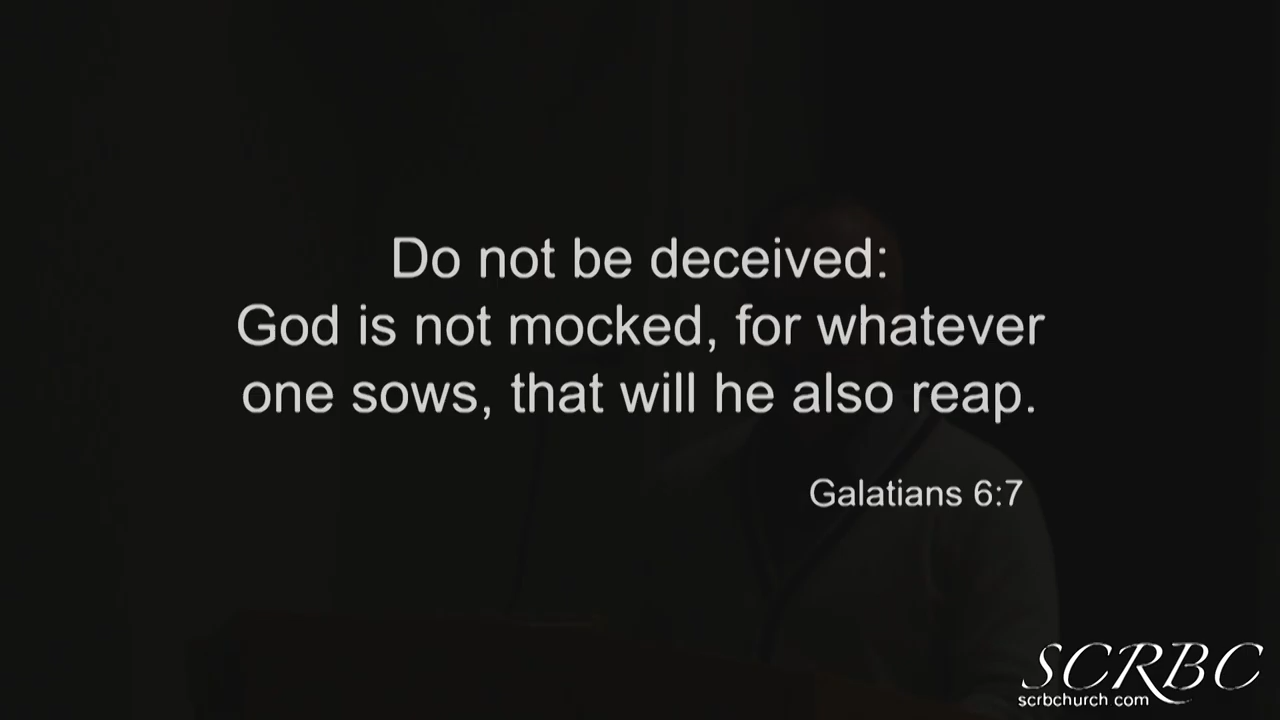 Do not be deceived:
God is not mocked, for whatever
one sows, that will he also reap.
Galatians 6:7
SCRBC
scrbchurch com